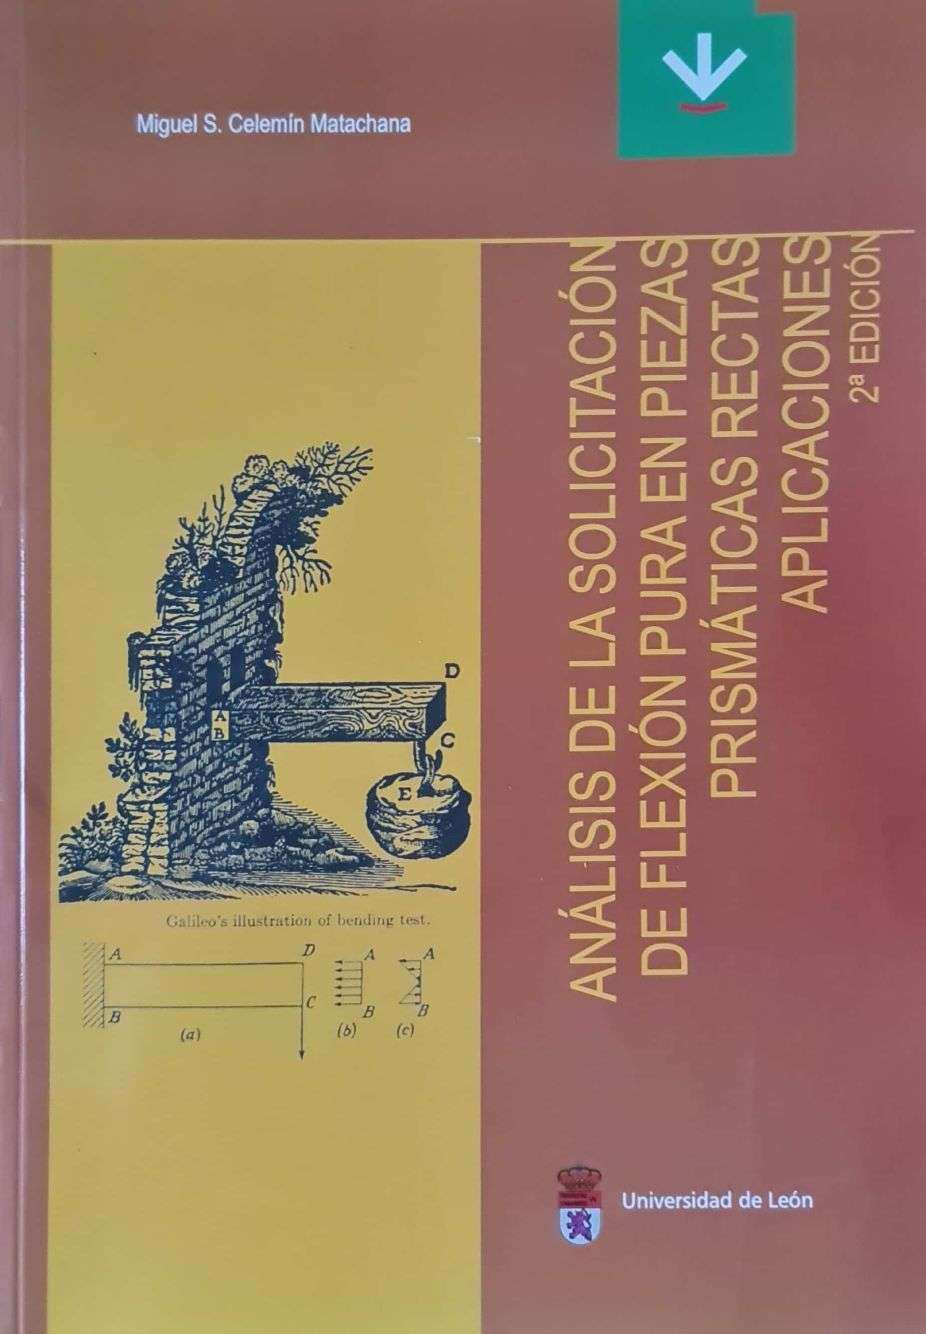 Miguel S. Celemín Matachana
ANÁLISIS DE LA SOLICITACIÓN
DE FLEXIÓN PURA EN PIEZAS
PRISMÁTICAS RECTAS
APLICACIONES
2ª EDICIÓN
D
A
B
C
E
Galileo's illustration of bending test.
A
D
A
A
B
C
B
B
(a)
(b)
(c)
Universidad de León